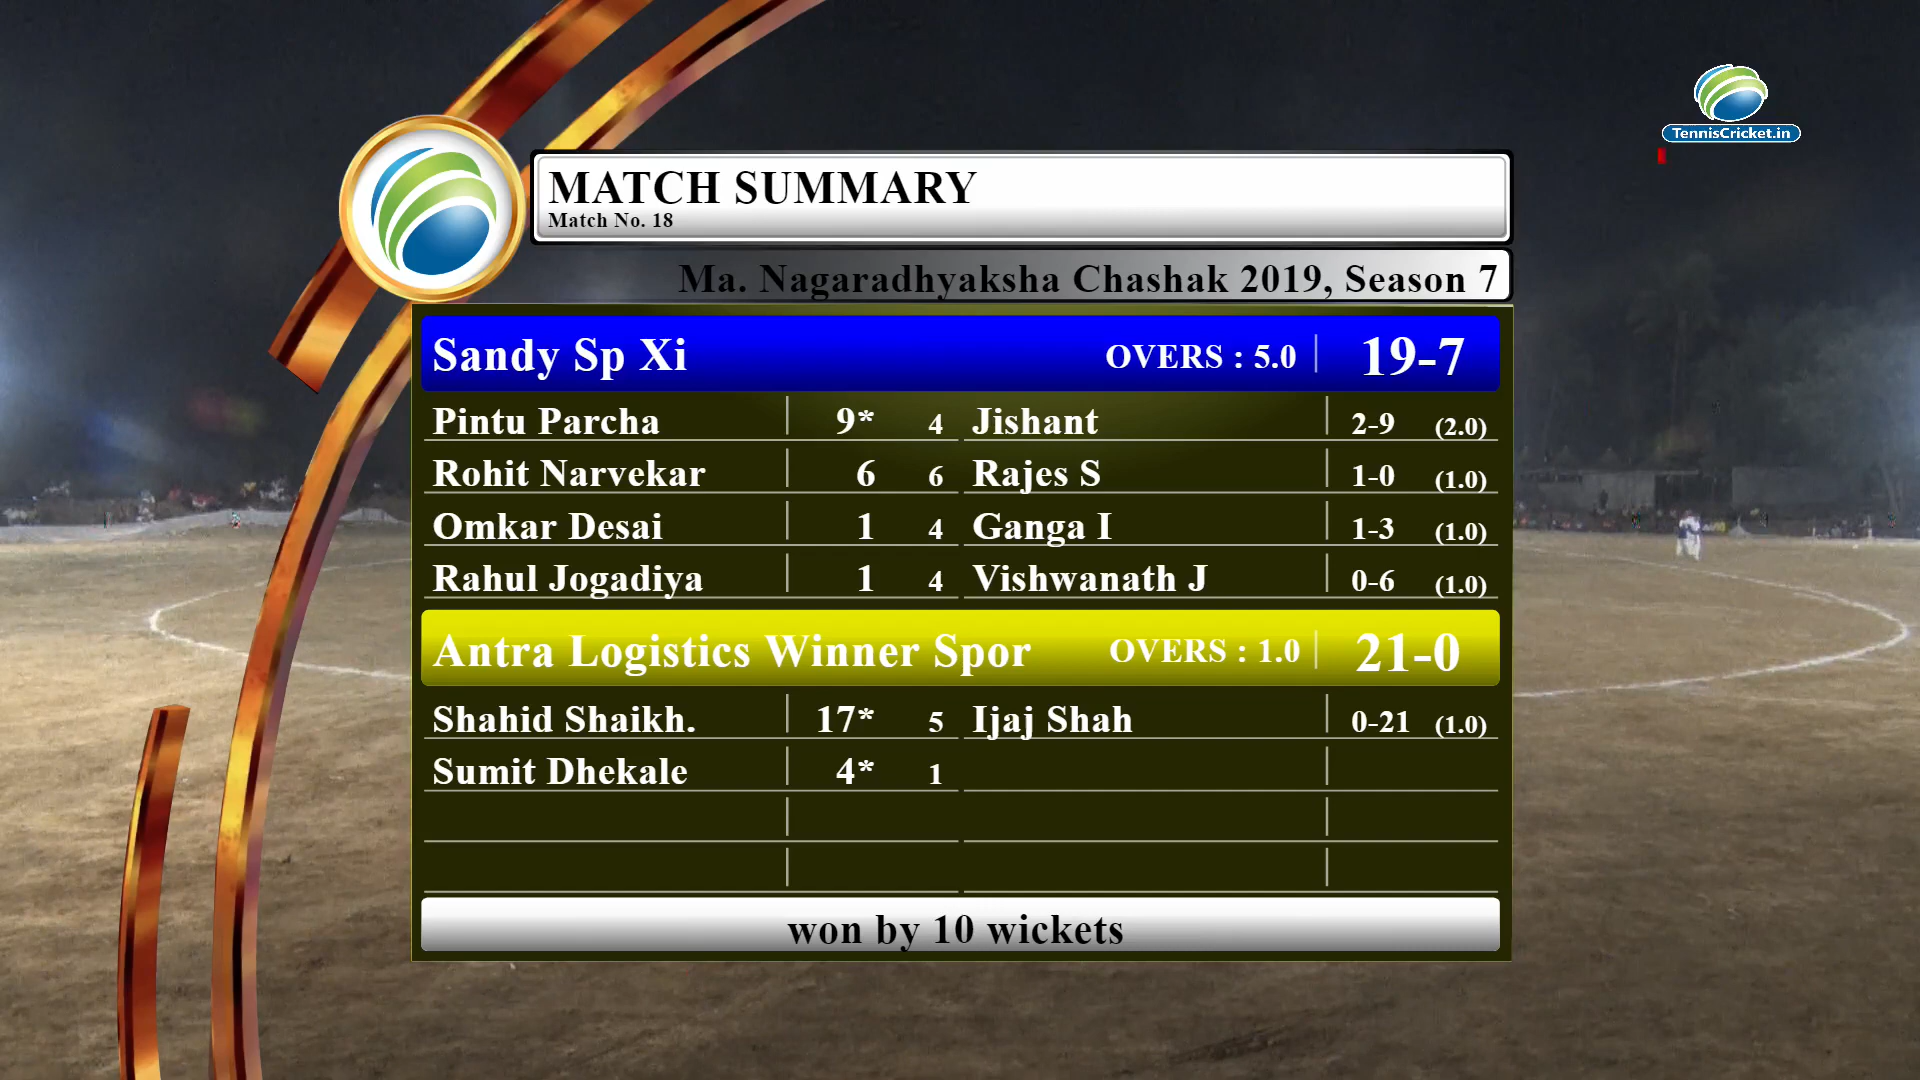 TennisCricket.in
MATCH SUMMARY
Match No. 18
Ma. Nagaradhyaksha Chashak 2019, Season 7
Sandy Sp Xi OVERS : 5.0 19-7
Pintu Parcha 9* 4 Jishant 2-9 (2.0)
Rohit Narvekar 6 6 Rajes S 1-0 (1.0)
Omkar Desai 1 4 Ganga I 1-3 (1.0)
Rahul Jogadiya 1 4 Vishwanath J 0-6 (1.0)
Antra Logistics Winner Spor OVERS : 1.0 21-0
Shahid Shaikh. 17* 5 Ijaj Shah 0-21 (1.0)
Sumit Dhekale 4* 1
won by 10 wickets